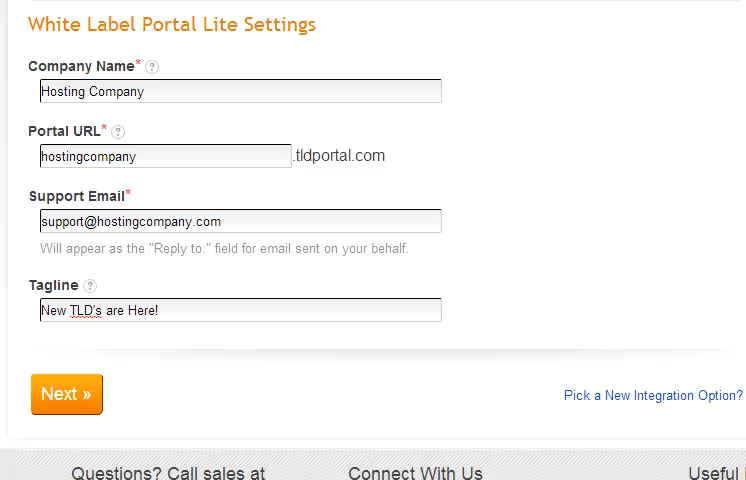 White Label Portal Lite Settings
Company Name* ?
Hosting Company
Portal URL* ?
hostingcompany .tldportal.com
Support Email*
support@hostingcompany.com
Will appear as the "Reply to:" field for email sent on your behalf.
Tagline ?
New TLD's are Here!
Next »
Pick a New Integration Option?
Questions? Call sales at
Connect With Us
Useful